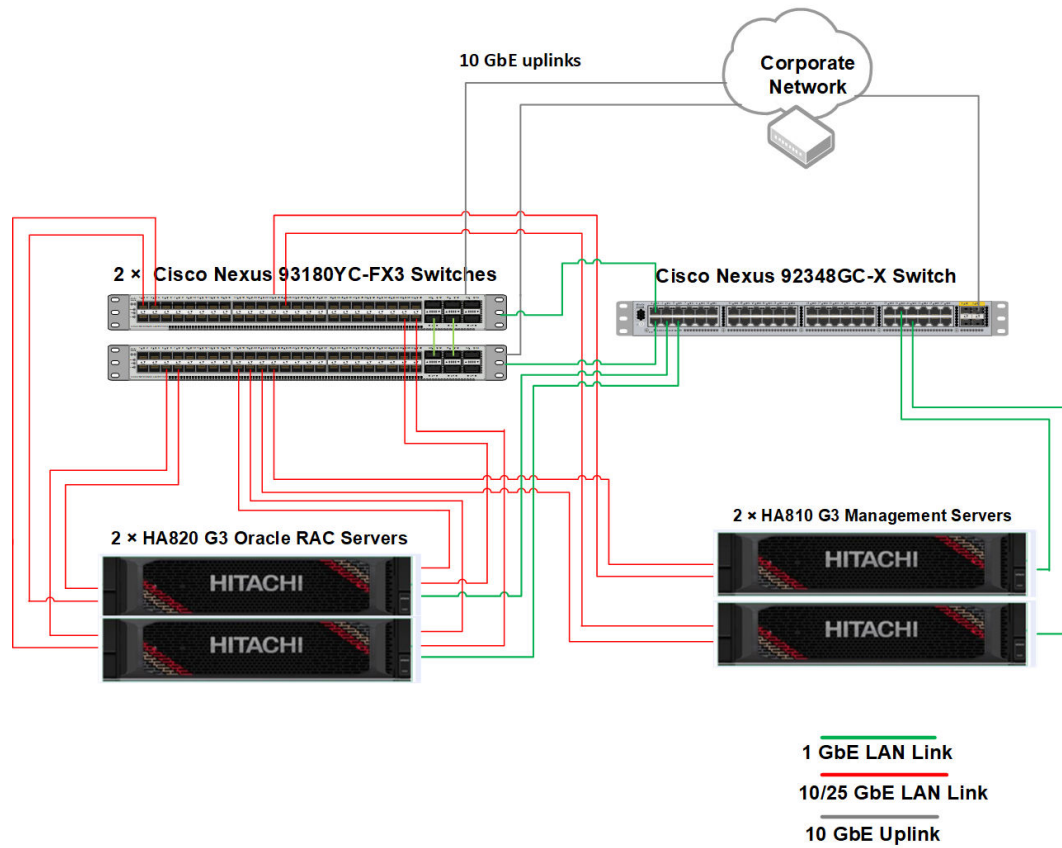 10 GbE uplinks
Corporate
Network
2 × Cisco Nexus 93180YC-FX3 Switches
Cisco Nexus 92348GC-X Switch
2 × HA820 G3 Oracle RAC Servers
2 × HA810 G3 Management Servers
HITACHI
HITACHI
HITACHI
HITACHI
1 GbE LAN Link
10/25 GbE LAN Link
10 GbE Uplink